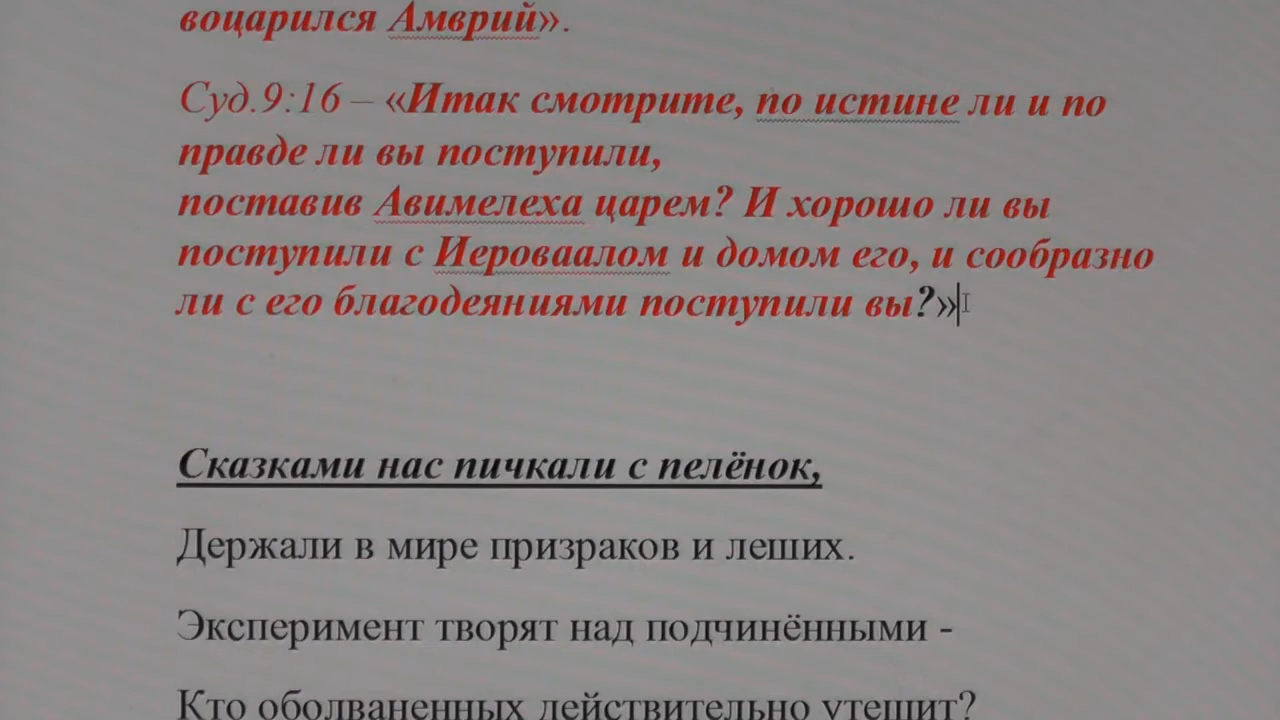 воцарился Амврий».
Суд.9:16 – «Итак смотрите, по истине ли и по
правде ли вы поступили,
поставив Авимелеха царем? И хорошо ли вы
поступили с Иероваалом и домом его, и сообразно
ли с его благодеяниями поступили вы?»
Сказками нас пичкали с пелёнок,
Держали в мире призраков и леших.
Эксперимент творят над подчинёнными -
Кто оболваненных действительно утешит?